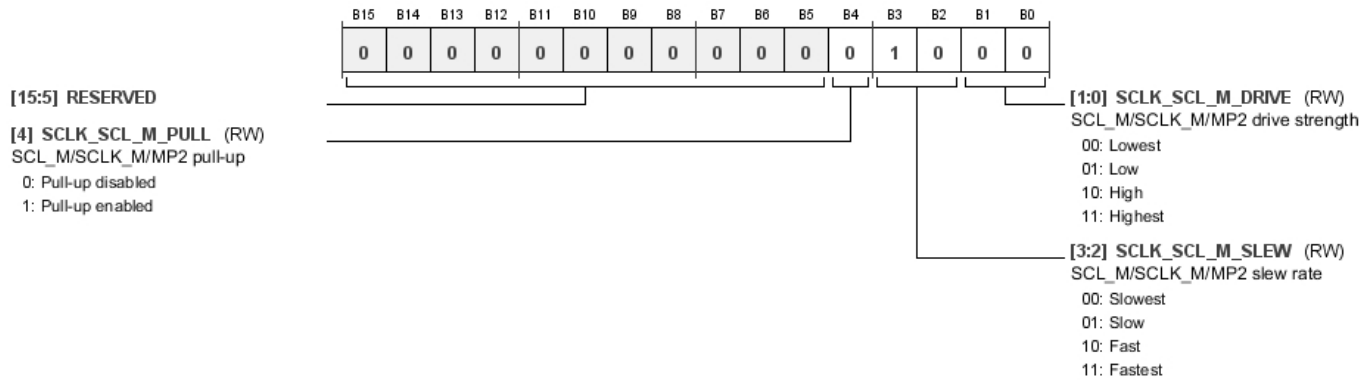 B15 B14 B13 B12 B11 B10 B9 B8 B7 B6 B5 B4 B3 B2 B1 B0
0 0 0 0 0 0 0 0 0 0 0 0 1 0 0 0
[15:5] RESERVED
[4] SCLK_SCL_M_PULL (RW)
SCL_M/SCLK_M/MP2 pull-up
0: Pull-up disabled
1: Pull-up enabled
[1:0] SCLK_SCL_M_DRIVE (RW)
SCL_M/SCLK_M/MP2 drive strength
00: Lowest
01: Low
10: High
11: Highest
[3:2] SCLK_SCL_M_SLEW (RW)
SCL_M/SCLK_M/MP2 slew rate
00: Slowest
01: Slow
10: Fast
11: Fastest